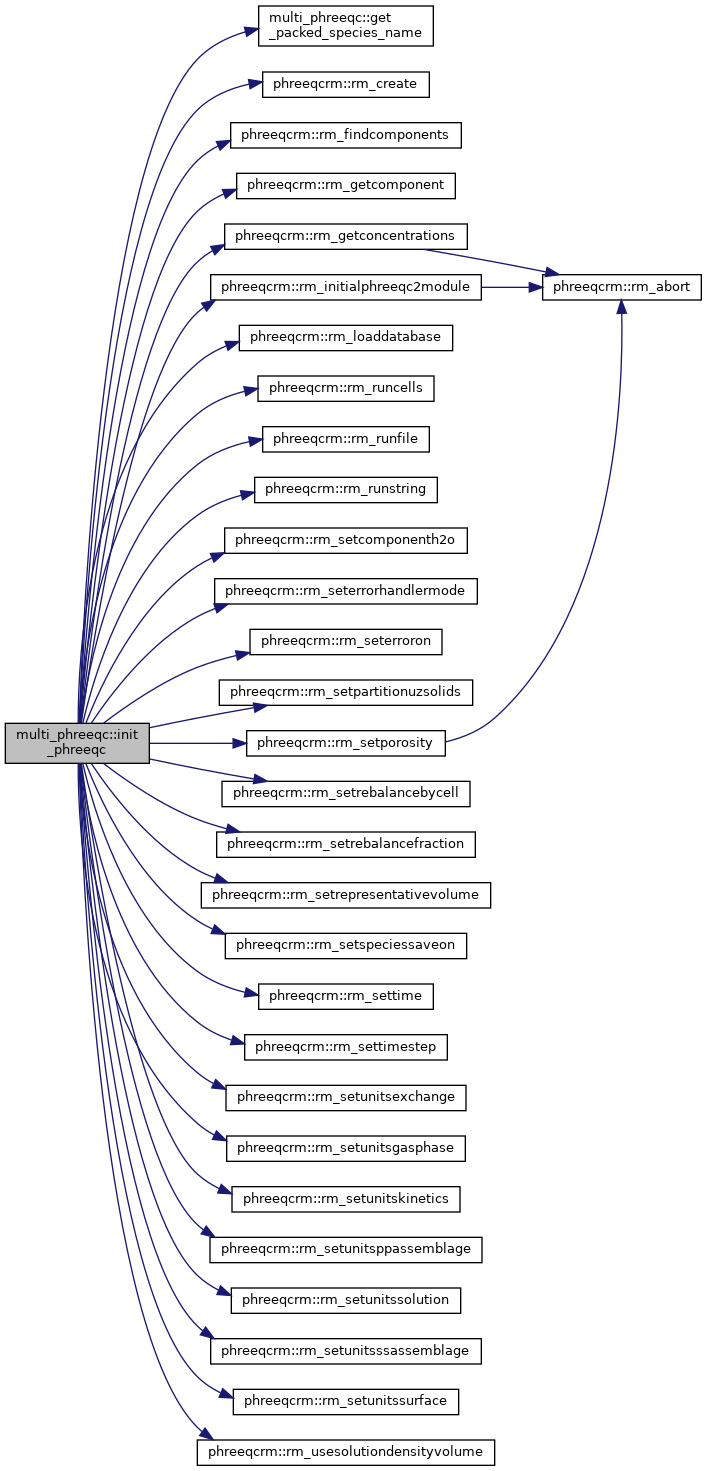 multi_phreeqc::get
_packed_species_name
phreeqcrm::rm_create
phreeqcrm::rm_findcomponents
phreeqcrm::rm_getcomponent
phreeqcrm::rm_getconcentrations
phreeqcrm::rm_initialphreeqc2module
phreeqcrm::rm_abort
phreeqcrm::rm_loaddatabase
phreeqcrm::rm_runcells
phreeqcrm::rm_runfile
phreeqcrm::rm_runstring
phreeqcrm::rm_setcomponenth2o
phreeqcrm::rm_seterrorhandlermode
phreeqcrm::rm_seterroron
phreeqcrm::rm_setpartitionuzsolids
multi_phreeqc::init
_phreeqc
phreeqcrm::rm_setporosity
phreeqcrm::rm_setrebalancebycell
phreeqcrm::rm_setrebalancefraction
phreeqcrm::rm_setrepresentativevolume
phreeqcrm::rm_setspeciessaveon
phreeqcrm::rm_settime
phreeqcrm::rm_settimestep
phreeqcrm::rm_setunitsexchange
phreeqcrm::rm_setunitsgasphase
phreeqcrm::rm_setunitskinetics
phreeqcrm::rm_setunitsppassemblage
phreeqcrm::rm_setunitssolution
phreeqcrm::rm_setunitsssassemblage
phreeqcrm::rm_setunitssurface
phreeqcrm::rm_usesolutiondensityvolume